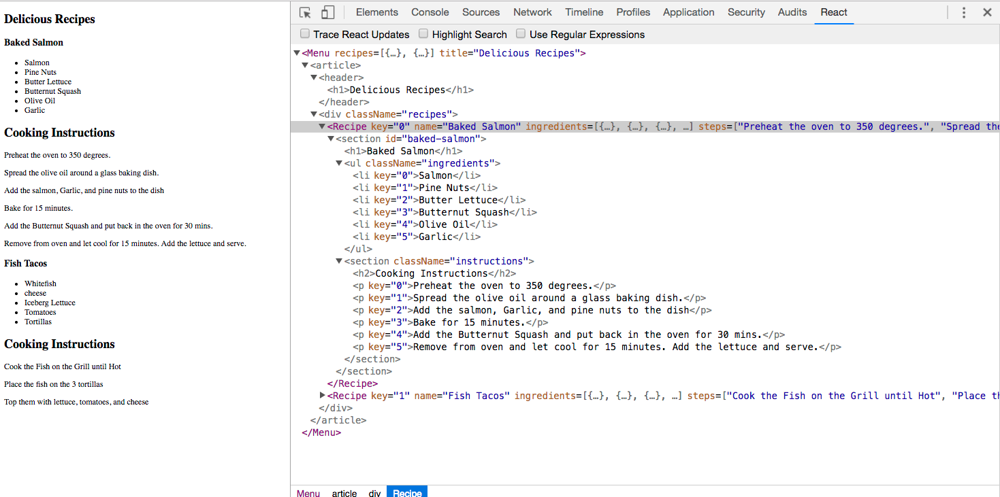 Delicious Recipes
Baked Salmon
Salmon
Pine Nuts
Butter Lettuce
Butternut Squash
Olive Oil
Garlic
Cooking Instructions
Preheat the oven to 350 degrees.
Spread the olive oil around a glass baking dish.
Add the salmon, Garlic, and pine nuts to the dish
Bake for 15 minutes.
Add the Butternut Squash and put back in the oven for 30 mins.
Remove from oven and let cool for 15 minutes. Add the lettuce and serve.
Fish Tacos
Whitefish
cheese
Iceberg Lettuce
Tomatoes
Tortillas
Cooking Instructions
Cook the Fish on the Grill until Hot
Place the fish on the 3 tortillas
Top them with lettuce, tomatoes, and cheese
Elements Console Sources Network Timeline Profiles Application Security Audits React
Trace React Updates Highlight Search Use Regular Expressions
<Menu recipes=[{…}, {…}] title="Delicious Recipes">
<article>
<header>
<h1>Delicious Recipes</h1>
</header>
<div className="recipes">
<Recipe key="0" name="Baked Salmon" ingredients=[{…}, {…}, {…}, …] steps=["Preheat the oven to 350 degrees.", "Spread the
<section id="baked-salmon">
<h1>Baked Salmon</h1>
<ul className="ingredients">
<li key="0">Salmon</li>
<li key="1">Pine Nuts</li>
<li key="2">Butter Lettuce</li>
<li key="3">Butternut Squash</li>
<li key="4">Olive Oil</li>
<li key="5">Garlic</li>
</ul>
<section className="instructions">
<h2>Cooking Instructions</h2>
<p key="0">Preheat the oven to 350 degrees.</p>
<p key="1">Spread the olive oil around a glass baking dish.</p>
<p key="2">Add the salmon, Garlic, and pine nuts to the dish</p>
<p key="3">Bake for 15 minutes.</p>
<p key="4">Add the Butternut Squash and put back in the oven for 30 mins.</p>
<p key="5">Remove from oven and let cool for 15 minutes. Add the lettuce and serve.</p>
</section>
</section>
</Recipe>
<Recipe key="1" name="Fish Tacos" ingredients=[{…}, {…}, {…}, …] steps=["Cook the Fish on the Grill until Hot", "Place th
</div>
</article>
</Menu>
Menu article div Recipe